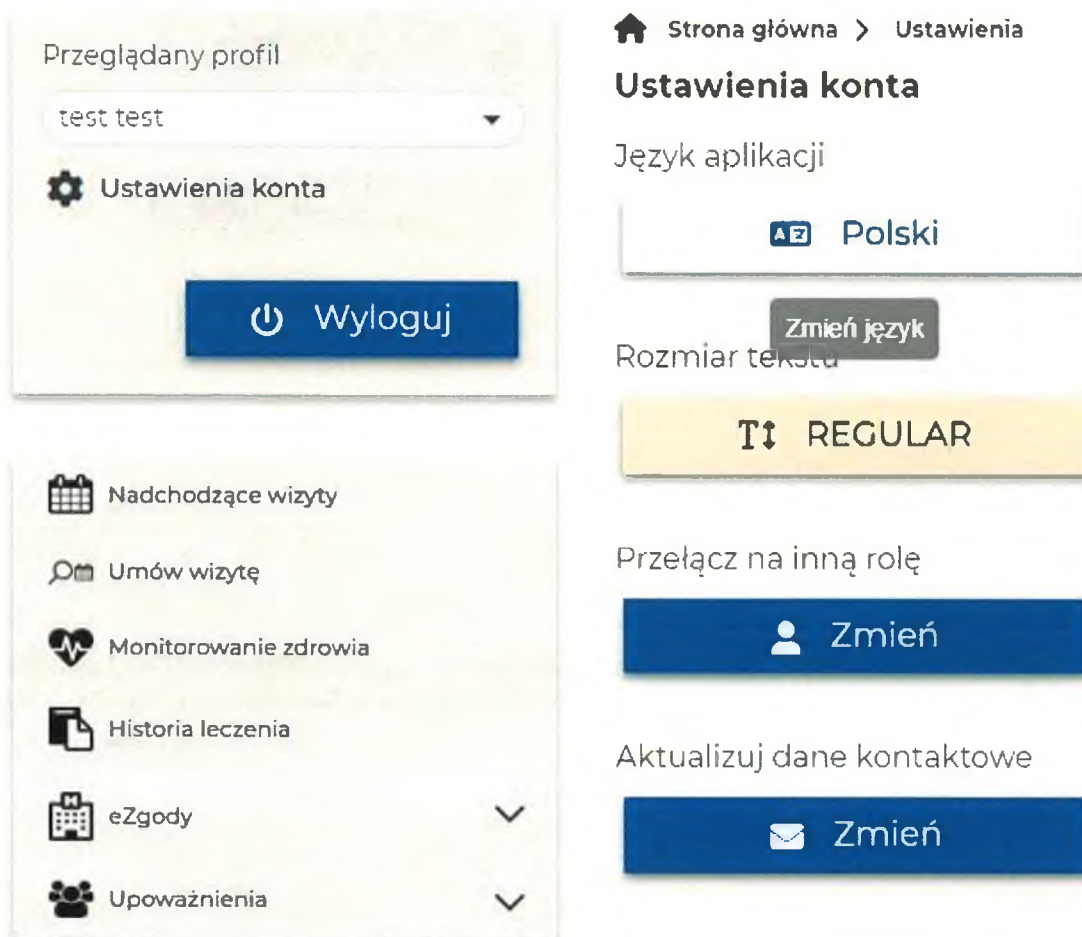 Przeglądany profil
test test
Ustawienia konta
Wyloguj
Nadchodzące wizyty
Umów wizytę
Monitorowanie zdrowia
Historia leczenia
eZgody
Upoważnienia
Strona główna > Ustawienia
Ustawienia konta
Język aplikacji
AZ Polski
Zmień język
Rozmiar tekstu
T REGULAR
Przełącz na inną rolę
Zmień
Aktualizuj dane kontaktowe
Zmień